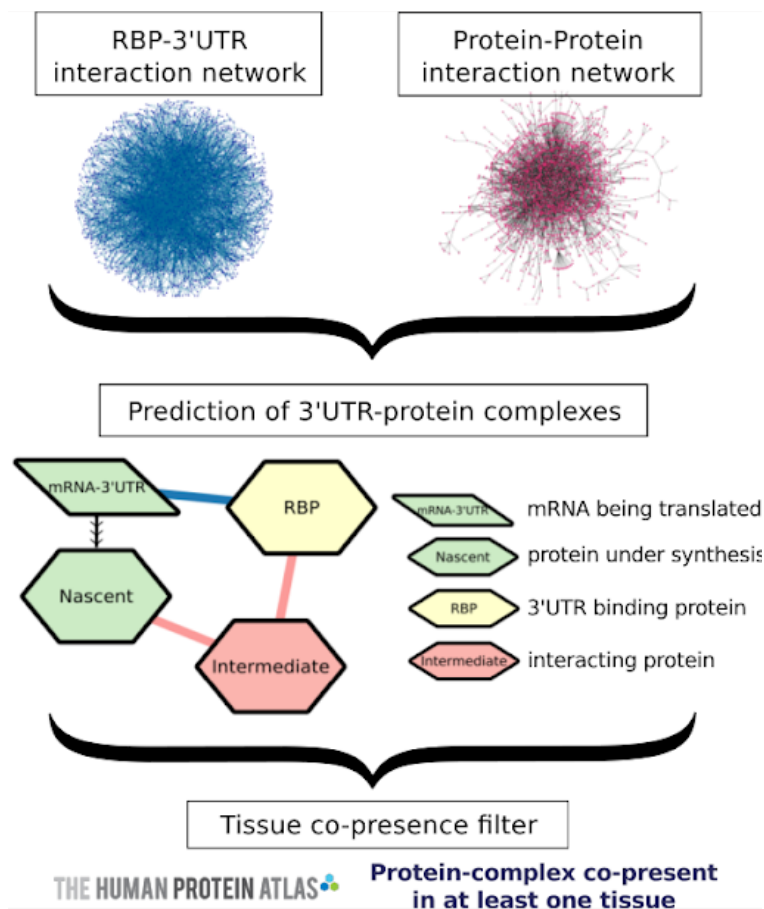 RBP-3'UTR
interaction network
Protein-Protein
interaction network
Prediction of 3'UTR-protein complexes
mRNA-3'UTR
RBP
Nascent
Intermediate
mRNA-3'UTR mRNA being translated
Nascent protein under synthesis
RBP 3'UTR binding protein
Intermediate interacting protein
Tissue co-presence filter
THE HUMAN PROTEIN ATLAS
Protein-complex co-present
in at least one tissue